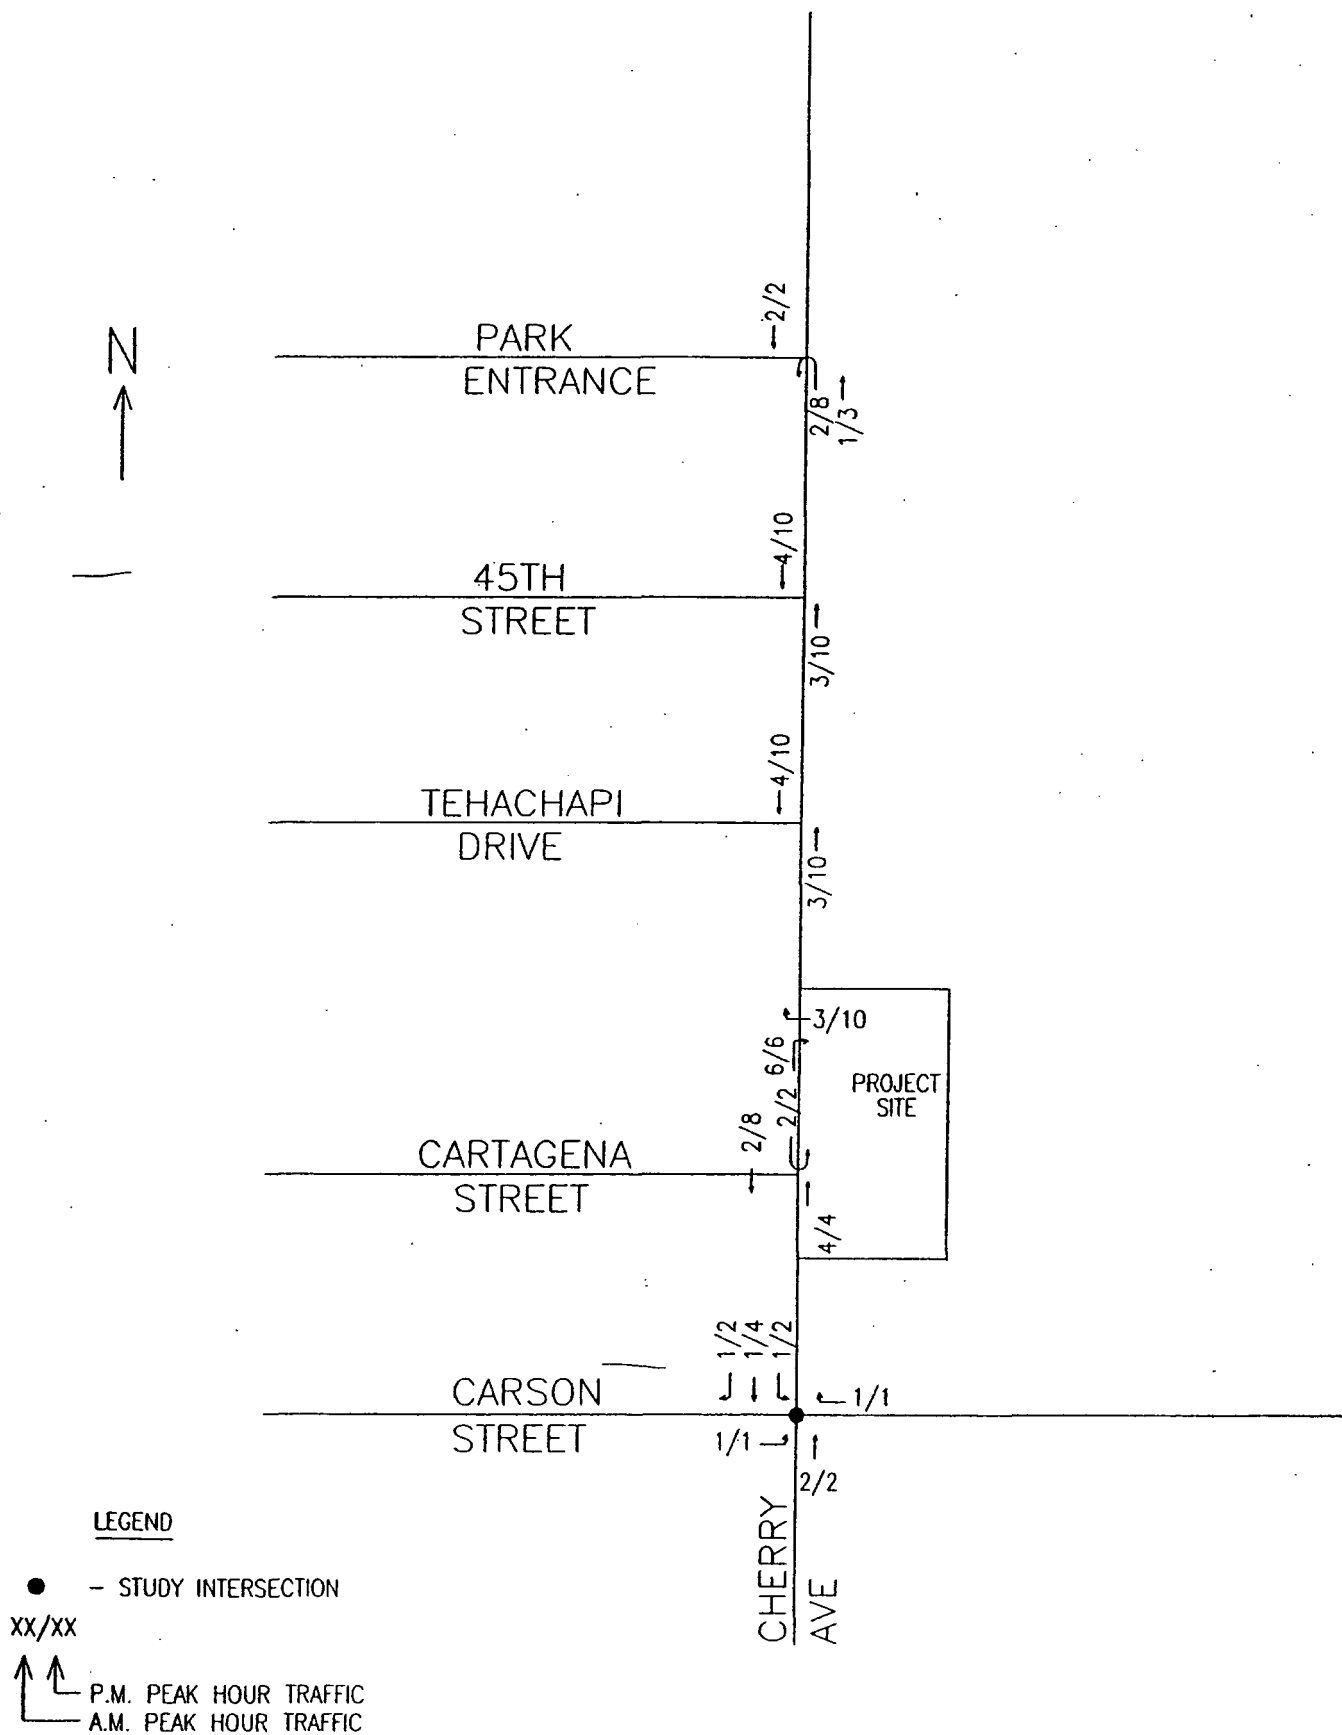 2/2
N
PARK
ENTRANCE
2/8
1/3
4/10
45TH
STREET
3/10
4/10
TEHACHAPI
DRIVE
3/10
3/10
6/6
PROJECT
SITE
2/2
2/8
CARTAGENA
STREET
4/4
1/2
1/4
1/2
CARSON
STREET
1/1
1/1
2/2
CHERRY
AVE
LEGEND
- STUDY INTERSECTION
XX/XX
P.M. PEAK HOUR TRAFFIC
A.M. PEAK HOUR TRAFFIC